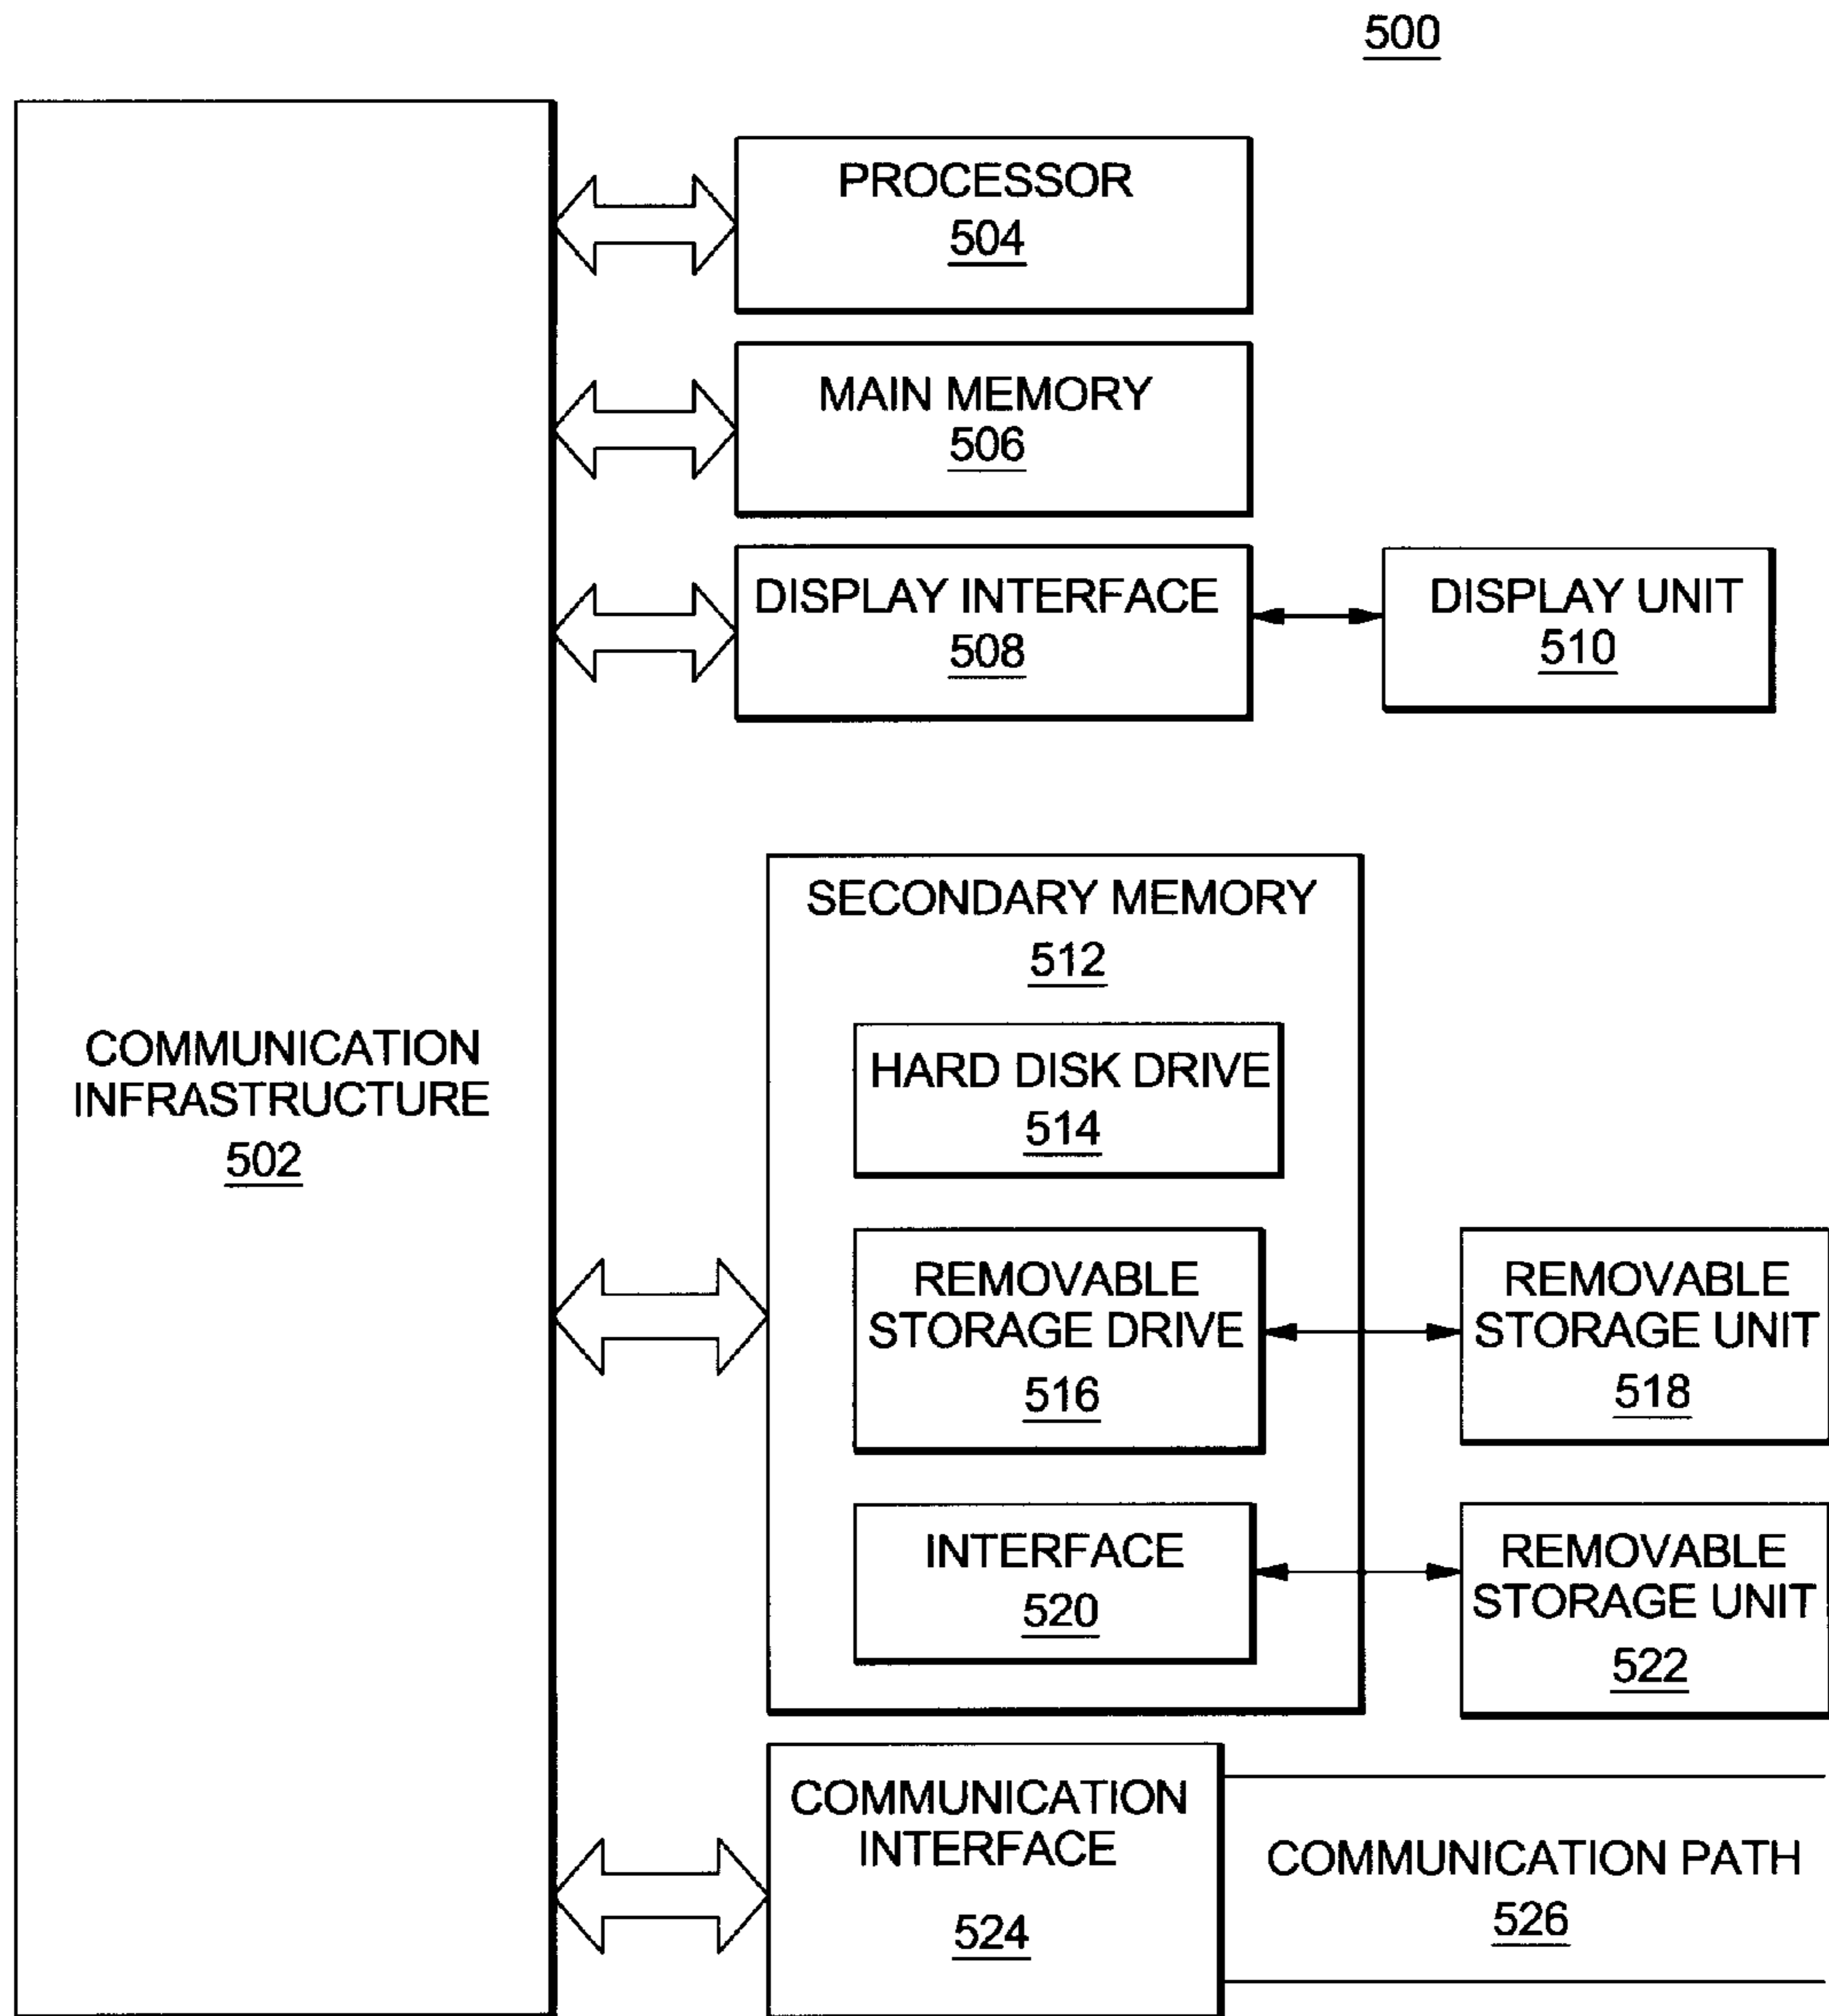 500
PROCESSOR
504
MAIN MEMORY
506
DISPLAY INTERFACE
508
DISPLAY UNIT
510
SECONDARY MEMORY
512
HARD DISK DRIVE
514
COMMUNICATION
INFRASTRUCTURE
502
REMOVABLE
STORAGE DRIVE
516
REMOVABLE
STORAGE UNIT
518
INTERFACE
520
REMOVABLE
STORAGE UNIT
522
COMMUNICATION
INTERFACE
524
COMMUNICATION PATH
526